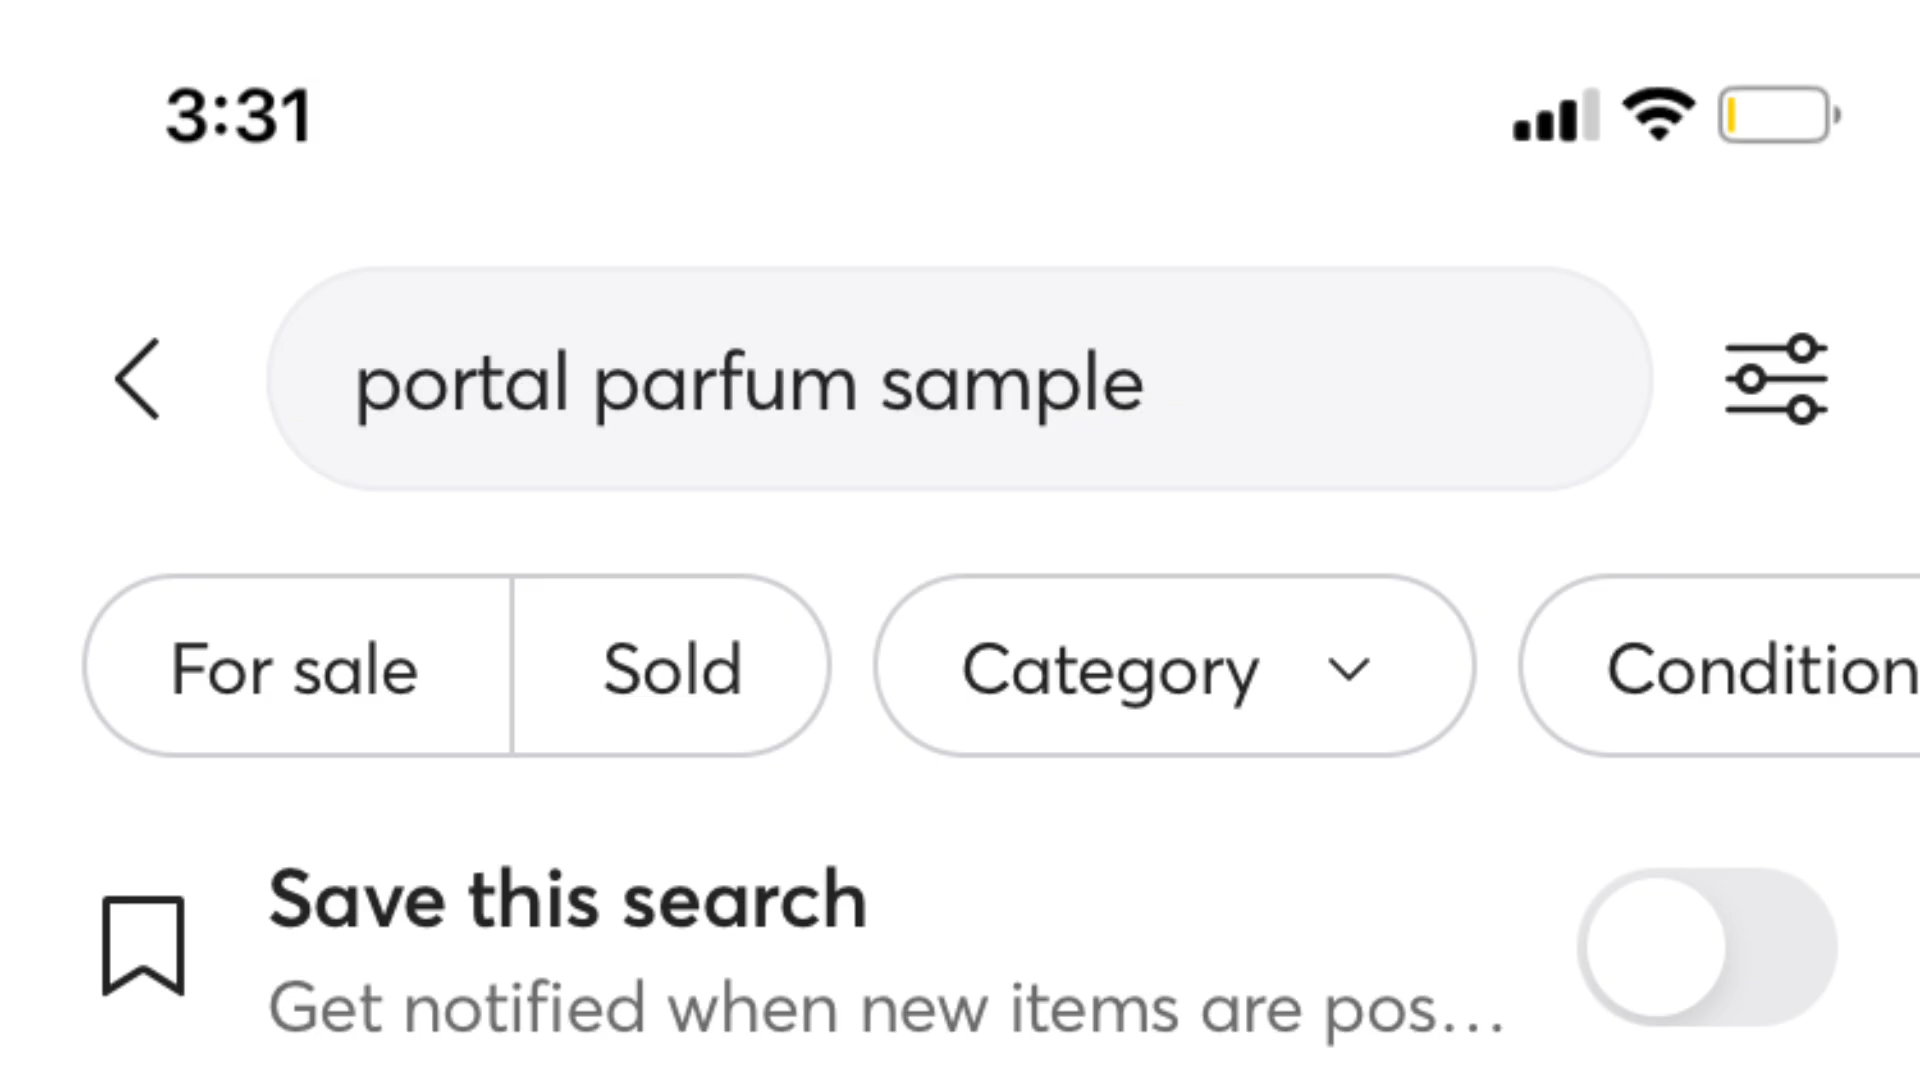 3:31
portal parfum sample
For sale Sold Category Condition
Save this search
Get notified when new items are pos...